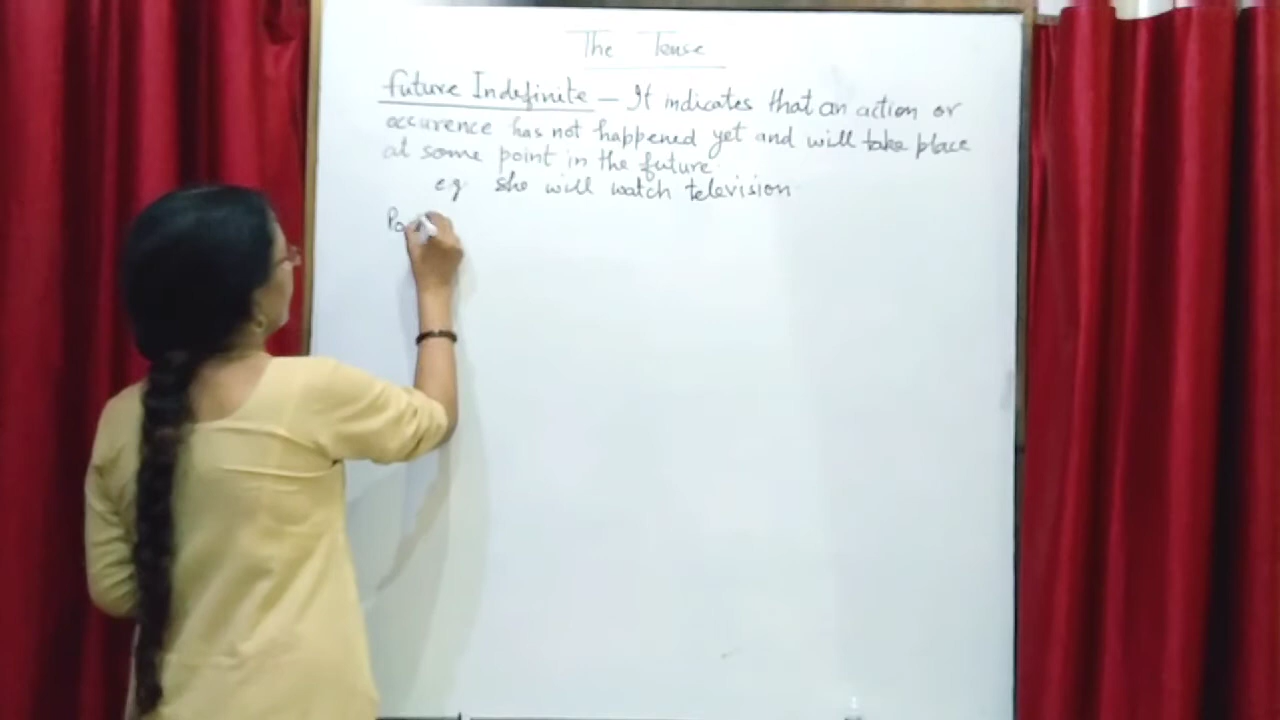 The Tense
future Indefinite - It indicates that an action or
occurence has not happened yet and will take place
at some point in the future.
eg she will watch television